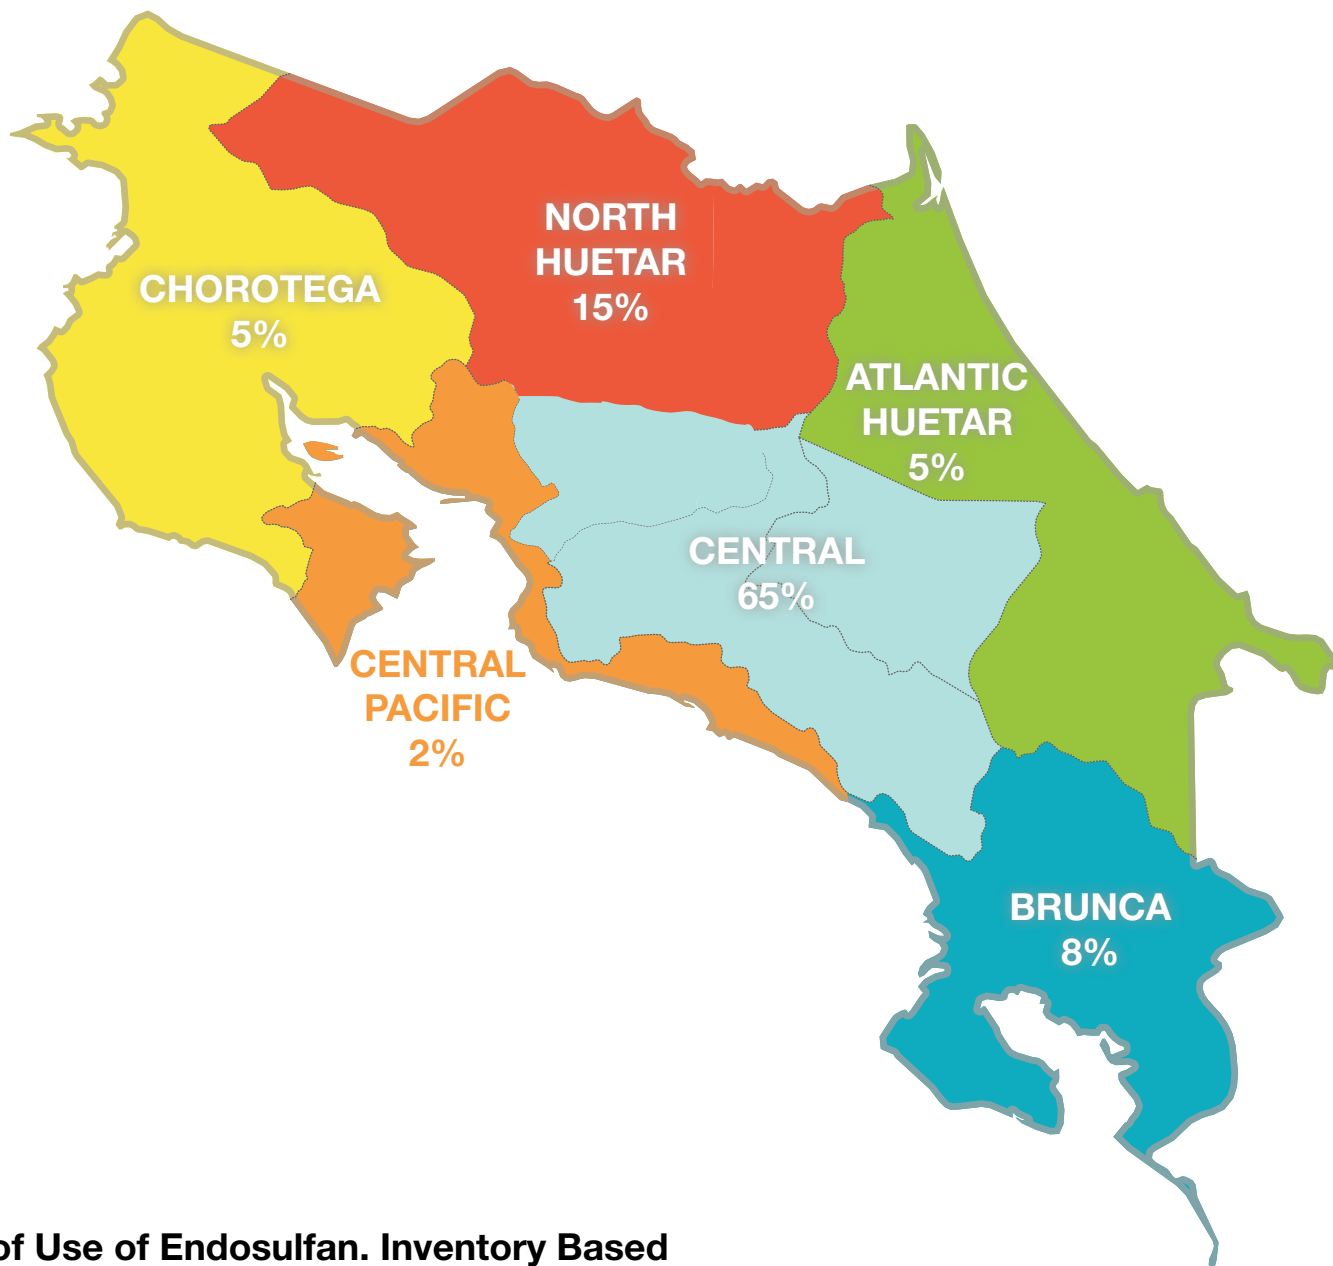 NORTH
HUETAR
15%
CHOROTEGA
5%
ATLANTIC
HUETAR
5%
CENTRAL
65%
CENTRAL
PACIFIC
2%
BRUNCA
8%
of Use of Endosulfan. Inventory Based